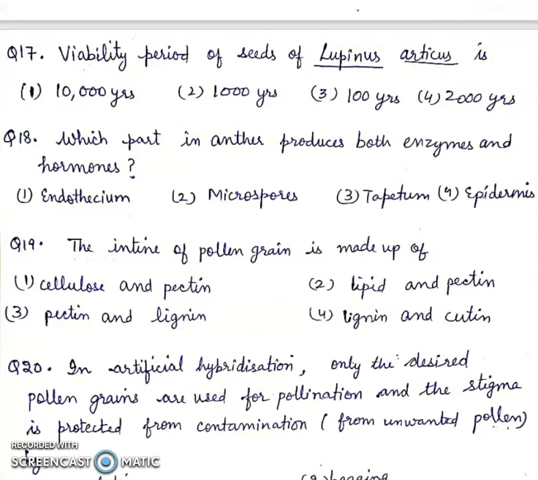 Q17. Viability period of seeds of Lupinus articus is
(1) 10,000 yrs (2) 1000 yrs (3) 100 yrs (4) 2000 yrs
Q18. Which part in anther produces both enzymes and
hormones?
(1) Endothecium (2) Microspores (3) Tapetum (4) Epidermis
Q19. The intine of pollen grain is made up of
(1) cellulose and pectin (2) lipid and pectin
(3) pectin and lignin (4) lignin and cutin
Q20. In artificial hybridisation, only the desired
pollen grains are used for pollination and the stigma
is protected from contamination (from unwanted pollen)
RECORDED WITH
SCREENCAST MATIC